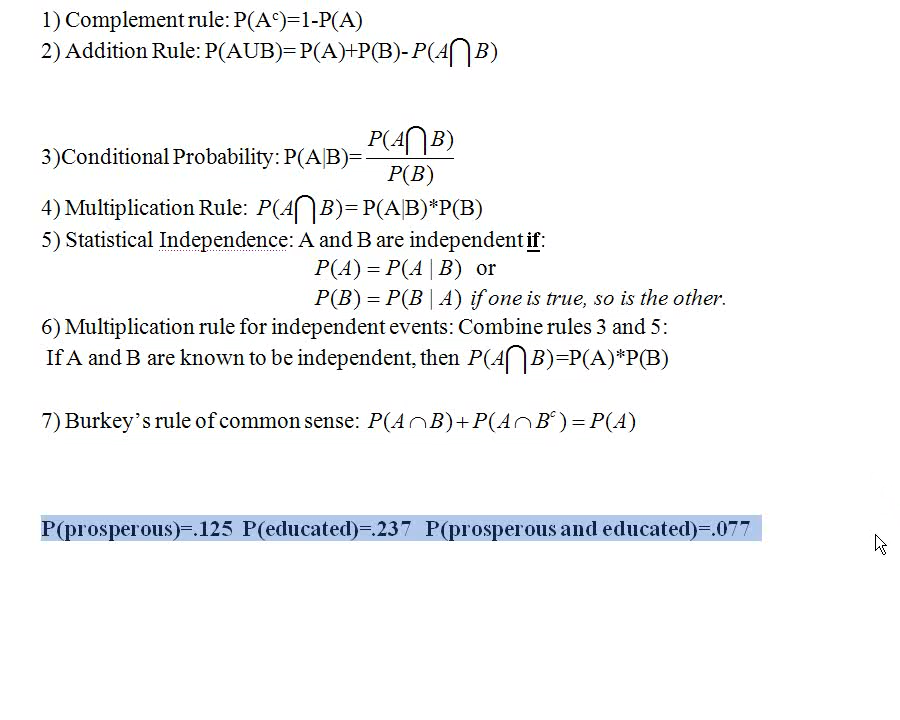 1) Complement rule: P(Aᶜ)=1-P(A)
2) Addition Rule: P(AUB)= P(A)+P(B)- P(A⋂B)
3)Conditional Probability: P(A|B)= P(A⋂B) / P(B)
4) Multiplication Rule: P(A⋂B)= P(A|B)*P(B)
5) Statistical Independence: A and B are independent if:
P(A) = P(A | B) or
P(B) = P(B | A) if one is true, so is the other.
6) Multiplication rule for independent events: Combine rules 3 and 5:
If A and B are known to be independent, then P(A⋂B)=P(A)*P(B)
7) Burkey's rule of common sense: P(A∩B)+P(A∩Bᶜ)=P(A)
P(prosperous)=.125 P(educated)=.237 P(prosperous and educated)=.077